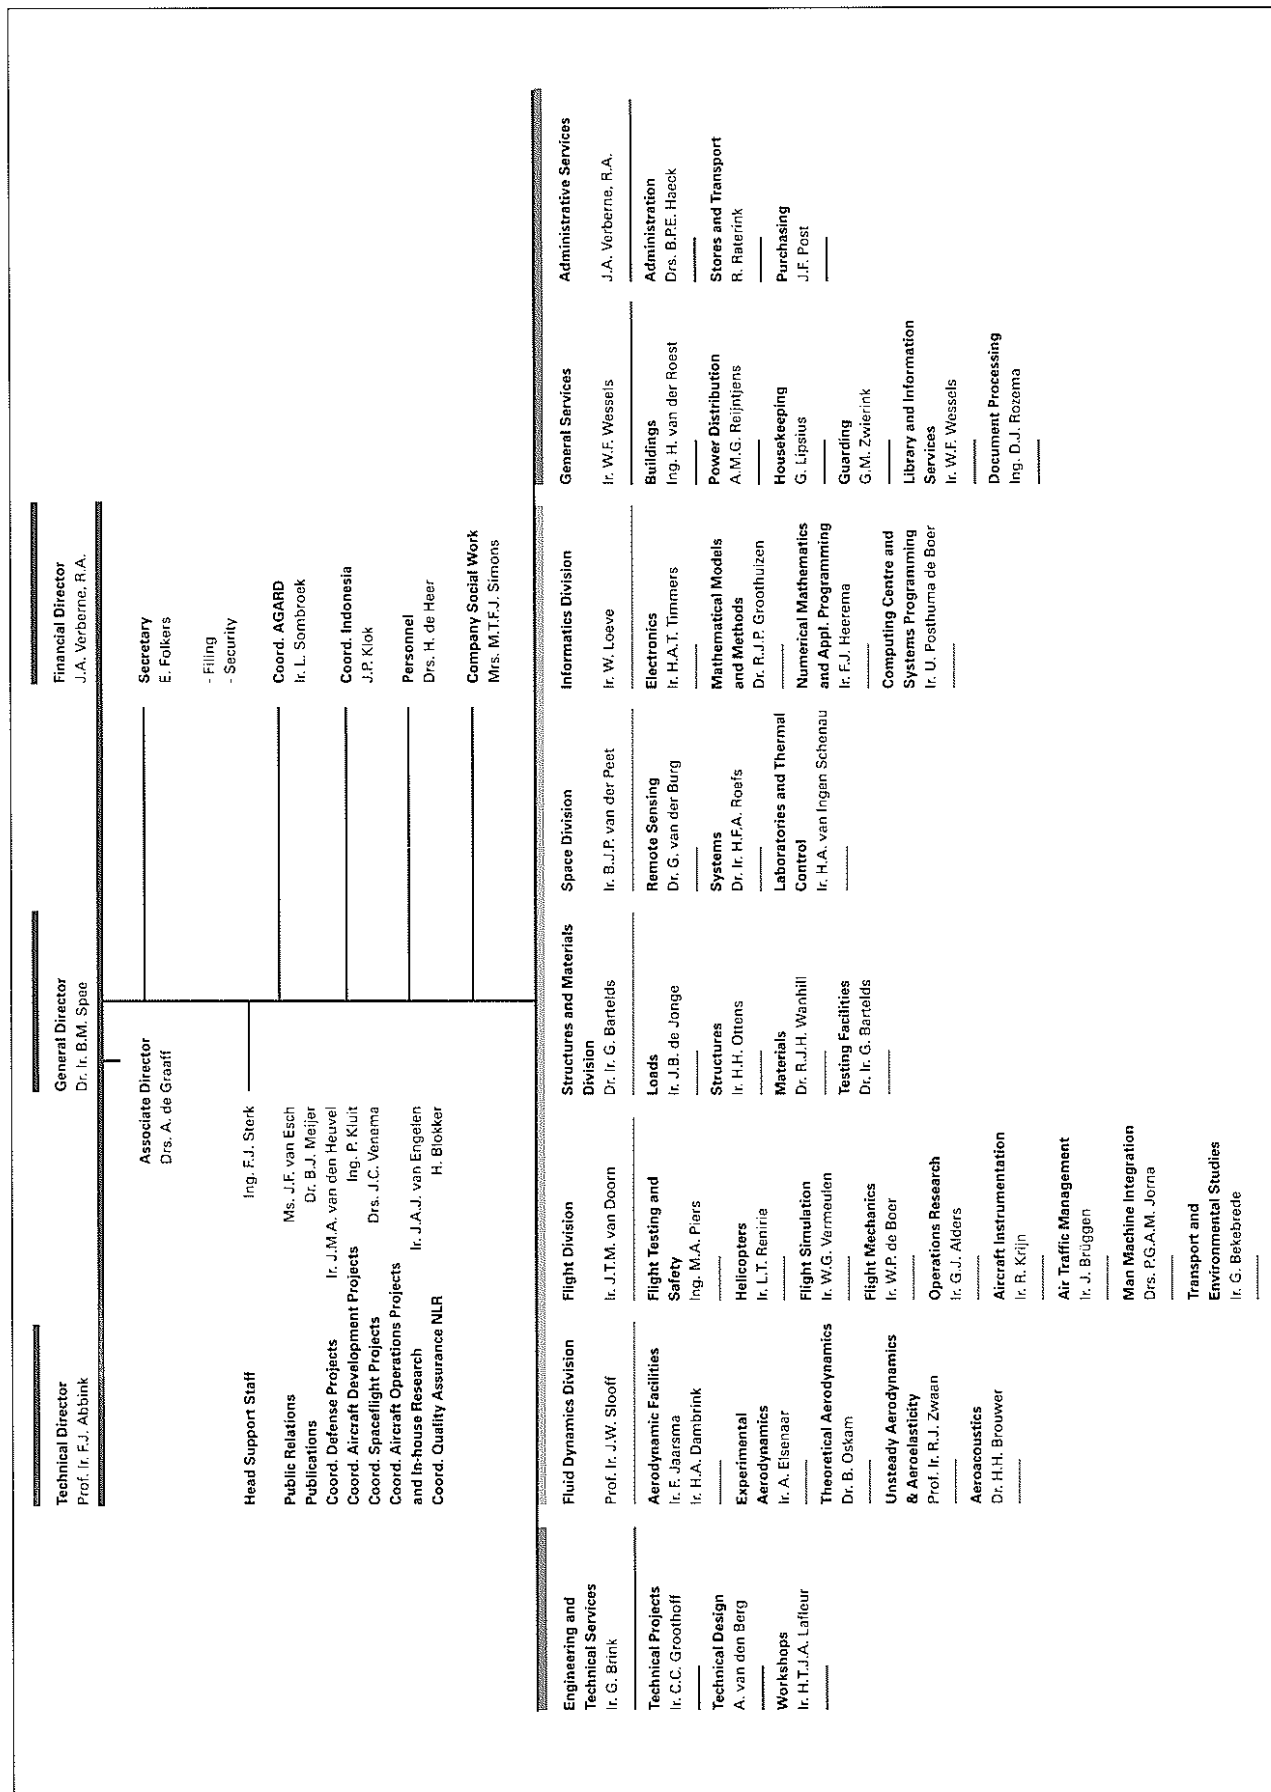 Technical Director
Prof. Ir. F.J. Abbink
General Director
Dr. Ir. B.M. Spee
Financial Director
J.A. Verberne, R.A.
Associate Director
Drs. A. de Graaff
Secretary
E. Folkers
- Filing
- Security
Head Support Staff Ing. F.J. Sterk
Public Relations Ms. J.F. van Esch
Publications Dr. B.J. Meijer
Coord. Defense Projects Ir. J.M.A. van den Heuvel
Coord. Aircraft Development Projects Ing. P. Kluit
Coord. Spaceflight Projects Drs. J.C. Venema
Coord. Aircraft Operations Projects
and In-house Research Ir. J.A.J. van Engelen
Coord. Quality Assurance NLR H. Blokker
Coord. AGARD
Ir. L. Sombroek
Coord. Indonesia
J.P. Klok
Personnel
Drs. H. de Heer
Company Social Work
Mrs. M.T.F.J. Simons
Engineering and
Technical Services
Ir. G. Brink
Technical Projects
Ir. C.C. Groothoff
Technical Design
A. van den Berg
Workshops
Ir. H.T.J.A. Lafleur
Fluid Dynamics Division
Prof. Ir. J.W. Slooff
Aerodynamic Facilities
Ir. F. Jaarsma
Ir. H.A. Dambrink
Experimental
Aerodynamics
Ir. A. Elsenaar
Theoretical Aerodynamics
Dr. B. Oskam
Unsteady Aerodynamics
& Aeroelasticity
Prof. Ir. R.J. Zwaan
Aeroacoustics
Dr. H.H. Brouwer
Flight Division
Ir. J.T.M. van Doorn
Flight Testing and
Safety
Ing. M.A. Piers
Helicopters
Ir. L.T. Renirie
Flight Simulation
Ir. W.G. Vermeulen
Flight Mechanics
Ir. W.P. de Boer
Operations Research
Ir. G.J. Alders
Aircraft Instrumentation
Ir. R. Krijn
Air Traffic Management
Ir. J. Brüggen
Man Machine Integration
Drs. P.G.A.M. Jorna
Transport and
Environmental Studies
Ir. G. Bekebrede
Structures and Materials
Division
Dr. Ir. G. Bartelds
Loads
Ir. J.B. de Jonge
Structures
Ir. H.H. Ottens
Materials
Dr. R.J.H. Wanhill
Testing Facilities
Dr. Ir. G. Bartelds
Space Division
Ir. B.J.P. van der Peet
Remote Sensing
Dr. G. van der Burg
Systems
Dr. Ir. H.F.A. Roefs
Laboratories and Thermal
Control
Ir. H.A. van Ingen Schenau
Informatics Division
Ir. W. Loeve
Electronics
Ir. H.A.T. Timmers
Mathematical Models
and Methods
Dr. R.J.P. Groothuizen
Numerical Mathematics
and Appl. Programming
Ir. F.J. Heerema
Computing Centre and
Systems Programming
Ir. U. Posthuma de Boer
General Services
Ir. W.F. Wessels
Buildings
Ing. H. van der Roest
Power Distribution
A.M.G. Reijntjens
Housekeeping
G. Lipsius
Guarding
G.M. Zwierink
Library and Information
Services
Ir. W.F. Wessels
Document Processing
Ing. D.J. Rozema
Administrative Services
J.A. Verberne, R.A.
Administration
Drs. B.P.E. Haeck
Stores and Transport
R. Raterink
Purchasing
J.F. Post